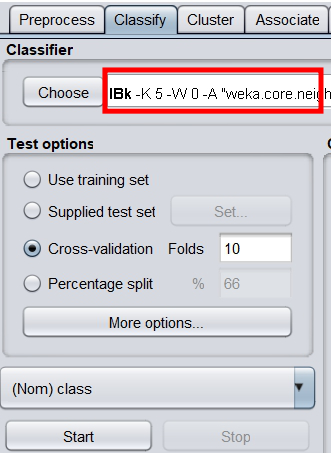 Preprocess Classify Cluster Associate
Classifier
Choose IBk -K 5 -W 0 -A "weka.core.neigh
Test options
Use training set
Supplied test set Set...
Cross-validation Folds 10
Percentage split % 66
More options...
(Nom) class
Start Stop